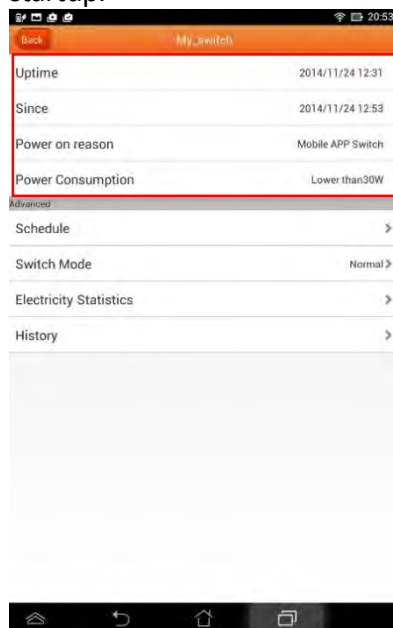 startup.
20:53
Back My_switch
Uptime 2014/11/24 12:31
Since 2014/11/24 12:53
Power on reason Mobile APP Switch
Power Consumption Lower than30W
Advanced
Schedule >
Switch Mode Normal >
Electricity Statistics >
History >